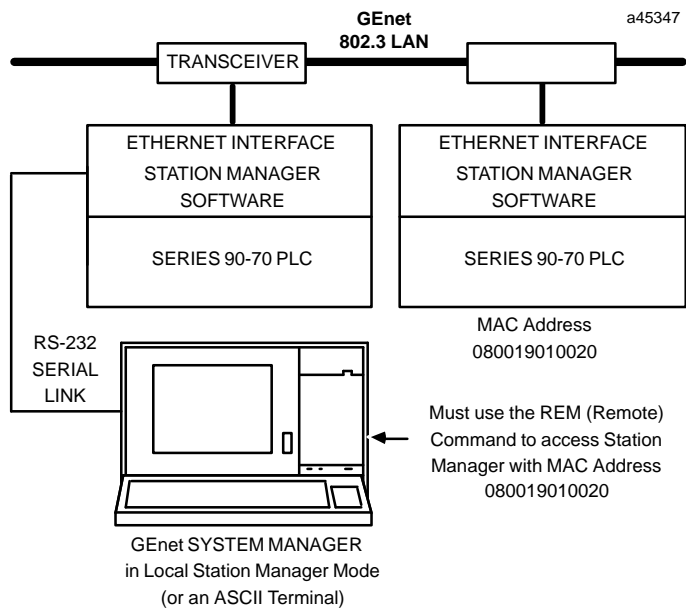 GEnet
802.3 LAN
a45347
TRANSCEIVER
ETHERNET INTERFACE
STATION MANAGER
SOFTWARE
SERIES 90-70 PLC
ETHERNET INTERFACE
STATION MANAGER
SOFTWARE
SERIES 90-70 PLC
MAC Address
080019010020
RS-232
SERIAL
LINK
Must use the REM (Remote)
Command to access Station
Manager with MAC Address
080019010020
GEnet SYSTEM MANAGER
in Local Station Manager Mode
(or an ASCII Terminal)